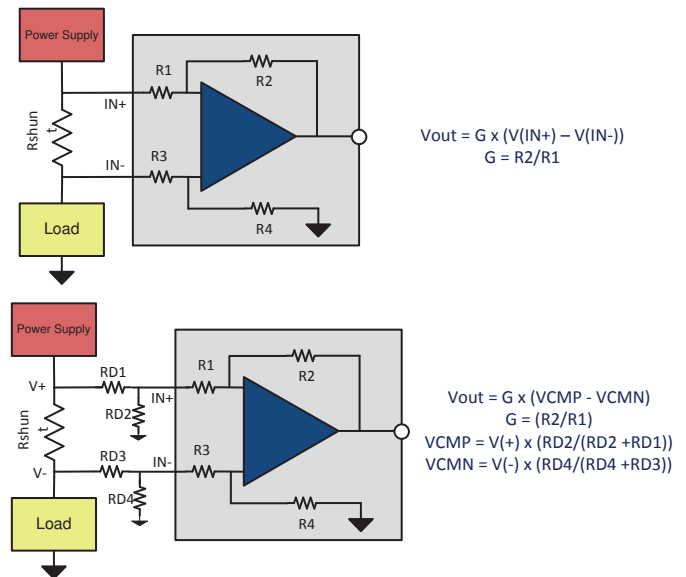 Power Supply
R1
R2
IN+
Rshun
t
IN-
R3
R4
Load
Vout = G x (V(IN+) – V(IN-))
G = R2/R1
Power Supply
V+
RD1
R1
R2
IN+
RD2
Rshun
t
RD3
IN-
R3
V-
RD4
R4
Load
Vout = G x (VCMP - VCMN)
G = (R2/R1)
VCMP = V(+) x (RD2/(RD2 +RD1))
VCMN = V(-) x (RD4/(RD4 +RD3))